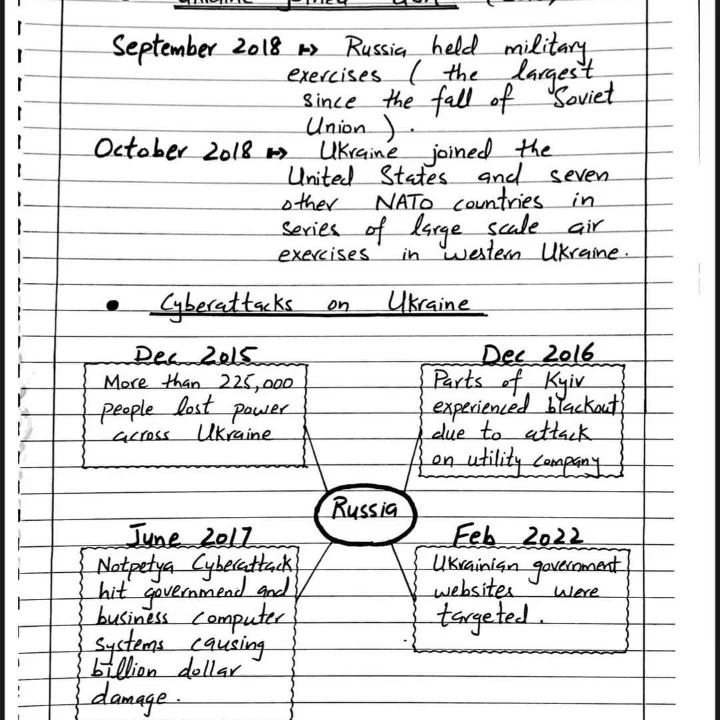 September 2018 ↦ Russia held military
exercises ( the largest
since the fall of Soviet
Union ) .
October 2018 ↦ Ukraine joined the
United States and seven
other NATO countries in
series of large scale air
exercises in western Ukraine.
• Cyberattacks on Ukraine
Dec 2015
More than 225,000
people lost power
across Ukraine
Dec 2016
Parts of Kyiv
experienced blackout
due to attack
on utility company
Russia
June 2017
Notpetya Cyberattack
hit governmend and
business computer
systems causing
billion dollar
damage .
Feb 2022
Ukrainian government
websites were
targeted .